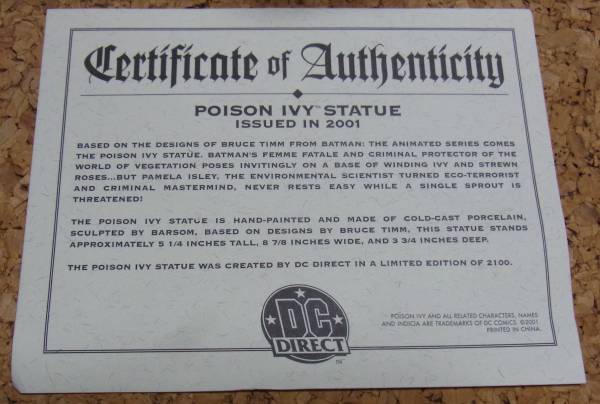 Certificate of Authenticity
POISON IVY™ STATUE
ISSUED IN 2001
BASED ON THE DESIGNS OF BRUCE TIMM FROM BATMAN: THE ANIMATED SERIES COMES
THE POISON IVY STATUE. BATMAN'S FEMME FATALE AND CRIMINAL PROTECTOR OF THE
WORLD OF VEGETATION POSES INVITINGLY ON A BASE OF WINDING IVY AND STREWN
ROSES...BUT PAMELA ISLEY, THE ENVIRONMENTAL SCIENTIST TURNED ECO-TERRORIST
AND CRIMINAL MASTERMIND, NEVER RESTS EASY WHILE A SINGLE SPROUT IS
THREATENED!
THE POISON IVY STATUE IS HAND-PAINTED AND MADE OF COLD-CAST PORCELAIN,
SCULPTED BY BARSOM, BASED ON DESIGNS BY BRUCE TIMM, THIS STATUE STANDS
APPROXIMATELY 5 1/4 INCHES TALL, 8 7/8 INCHES WIDE, AND 3 3/4 INCHES DEEP.
THE POISON IVY STATUE WAS CREATED BY DC DIRECT IN A LIMITED EDITION OF 2100.
DC
DIRECT
™
POISON IVY AND ALL RELATED CHARACTERS, NAMES
AND INDICIA ARE TRADEMARKS OF DC COMICS ©2001.
PRINTED IN CHINA.